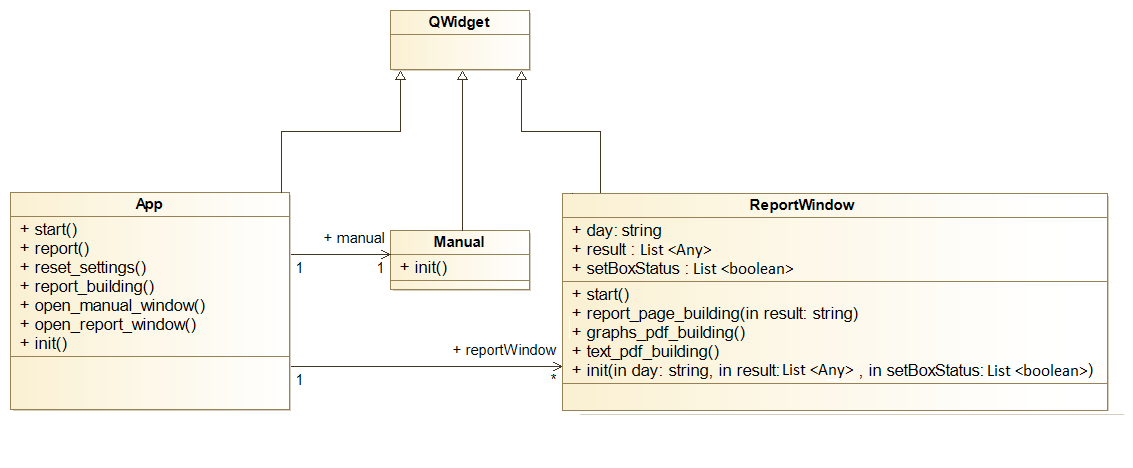 QWidget
App
+ start()
+ report()
+ reset_settings()
+ report_building()
+ open_manual_window()
+ open_report_window()
+ init()
+ manual
1
1
Manual
+ init()
+ reportWindow
1
*
ReportWindow
+ day: string
+ result : List <Any>
+ setBoxStatus : List <boolean>
+ start()
+ report_page_building(in result: string)
+ graphs_pdf_building()
+ text_pdf_building()
+ init(in day: string, in result: List <Any> , in setBoxStatus: List <boolean>)